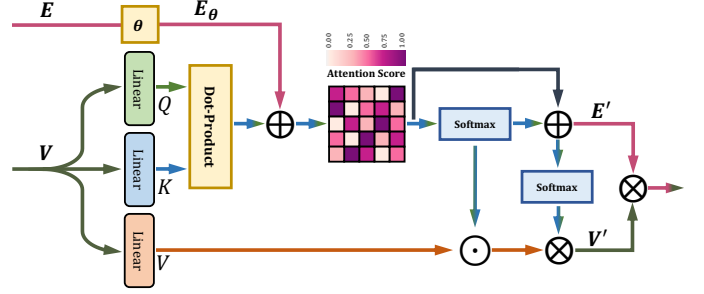 E
θ
E_θ
0.00
0.25
0.50
0.75
1.00
Attention Score
Linear
Q
Dot-Product
Softmax
E′
V
Linear
K
Softmax
Linear
V
V′